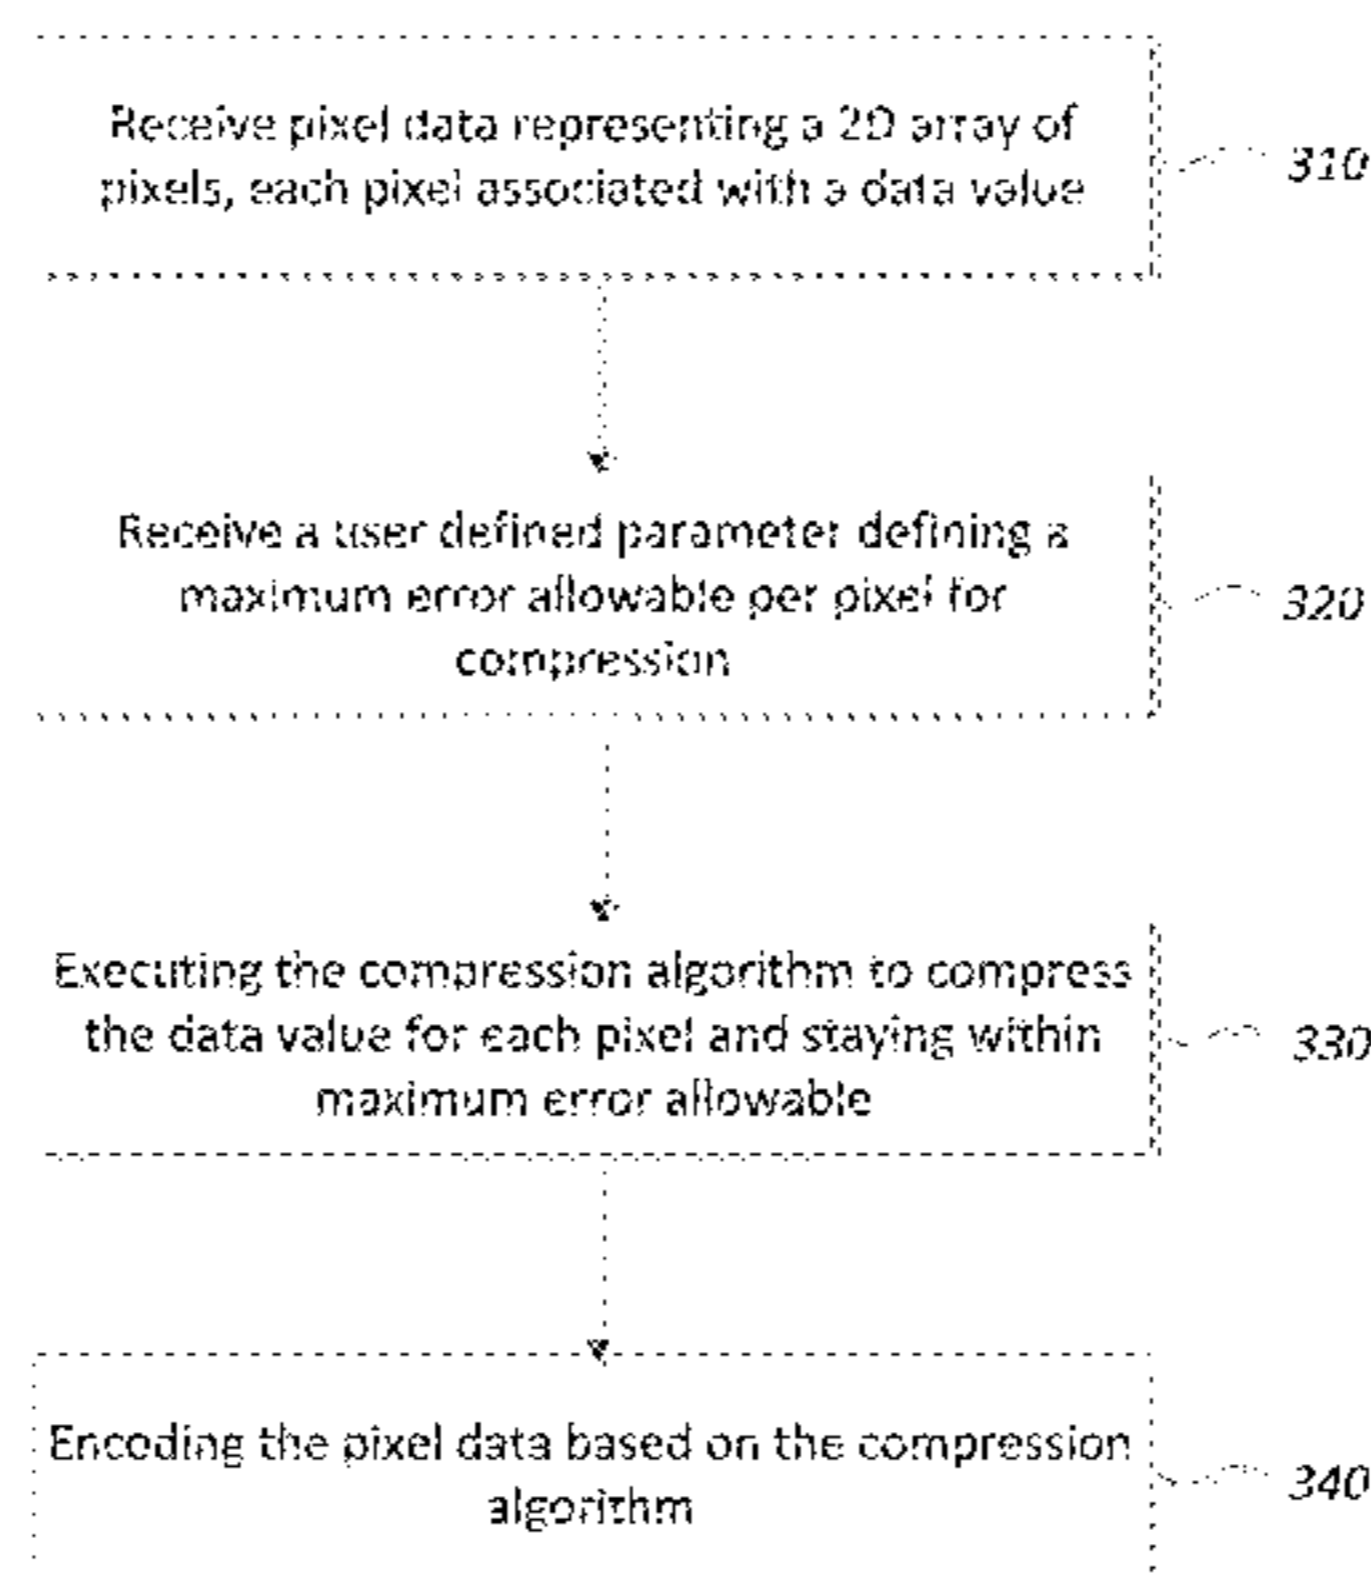 Receive pixel data representing a 2D array of
pixels, each pixel associated with a data value
310
Receive a user defined parameter defining a
maximum error allowable per pixel for
compression
320
Executing the compression algorithm to compress
the data value for each pixel and staying within
maximum error allowable
330
Encoding the pixel data based on the compression
algorithm
340